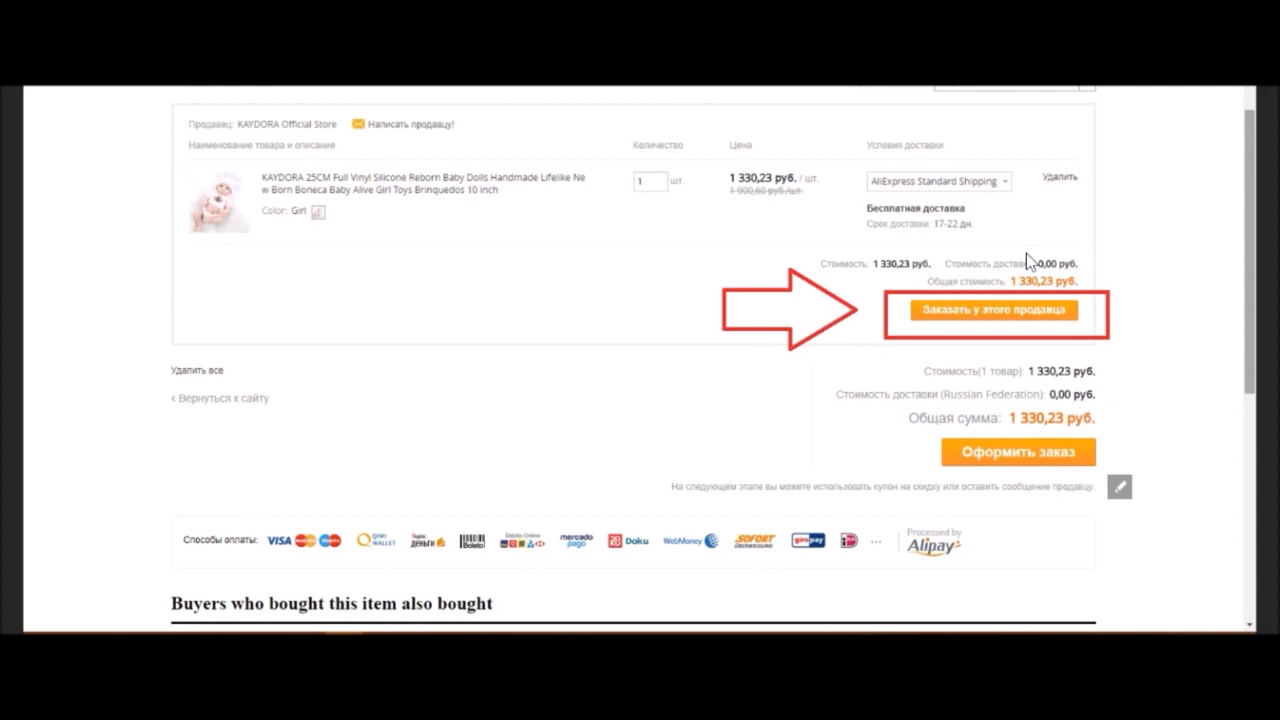 Продавец: KAYDORA Official Store Написать продавцу!
Наименование товара и описание Количество Цена Условия доставки
KAYDORA 25CM Full Vinyl Silicone Reborn Baby Dolls Handmade Lifelike Ne
w Born Boneca Baby Alive Girl Toys Brinquedos 10 inch
Color: Girl
1 шт.
1 330,23 руб. / шт.
1 900,60 руб./шт.
AliExpress Standard Shipping
Удалить
Бесплатная доставка
Срок доставки: 17-22 дн.
Стоимость: 1 330,23 руб. Стоимость достав 0,00 руб.
Общая стоимость: 1 330,23 руб.
Заказать у этого продавца
Удалить все
‹ Вернуться к сайту
Стоимость(1 товар): 1 330,23 руб.
Стоимость доставки (Russian Federation): 0,00 руб.
Общая сумма: 1 330,23 руб.
Оформить заказ
На следующем этапе вы можете использовать купон на скидку или оставить сообщение продавцу.
Способы оплаты: VISA QIWI WALLET Яндекс деньги Boleto mercado pago Doku WebMoney SOFORT ÜBERWEISUNG giropay ... Processed by Alipay
Buyers who bought this item also bought